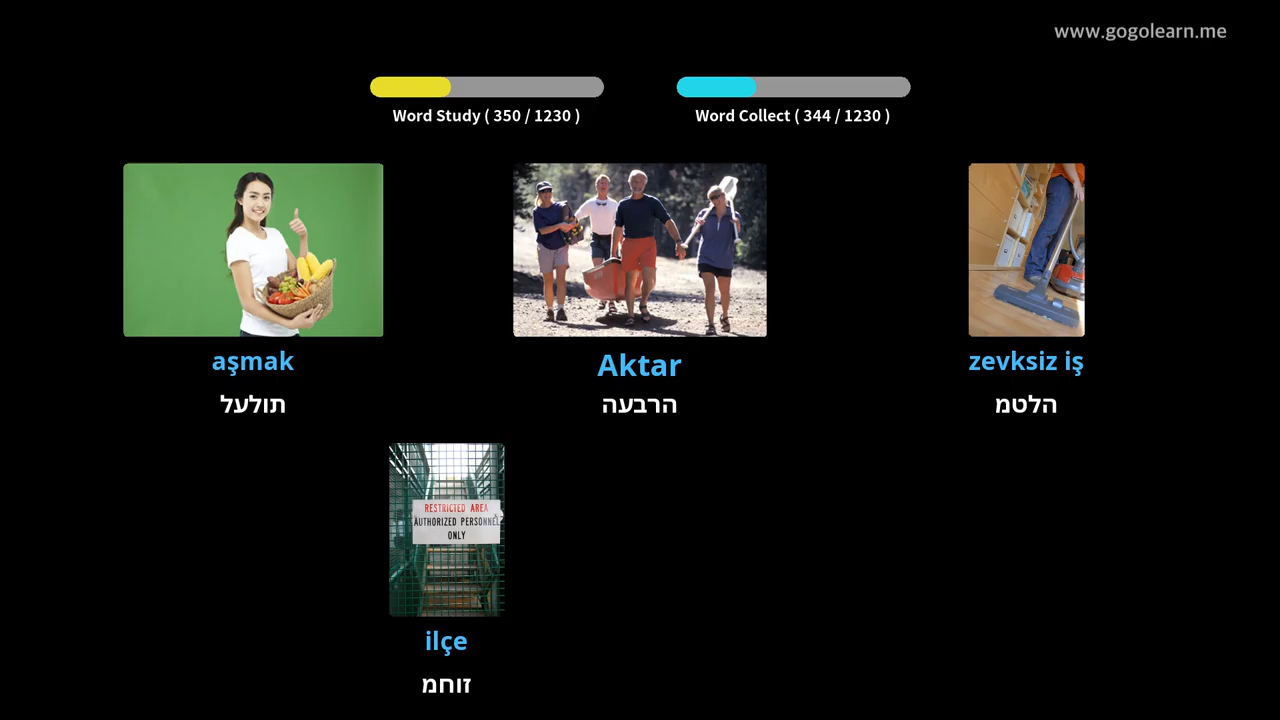 www.gogolearn.me
Word Study ( 350 / 1230 )
Word Collect ( 344 / 1230 )
aşmak
תולעל
Aktar
הרבעה
zevksiz iş
הלטמ
RESTRICTED AREA
AUTHORIZED PERSONNEL
ONLY
ilçe
זוחמ